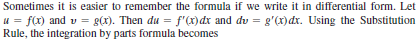 Sometimes it is easier to remember the formula if we write it in differential form. Let
u = f(x) and v = g(x). Then du = f'(x)dx and dv = g'(x)dx. Using the Substitution
Rule, the integration by parts formula becomes